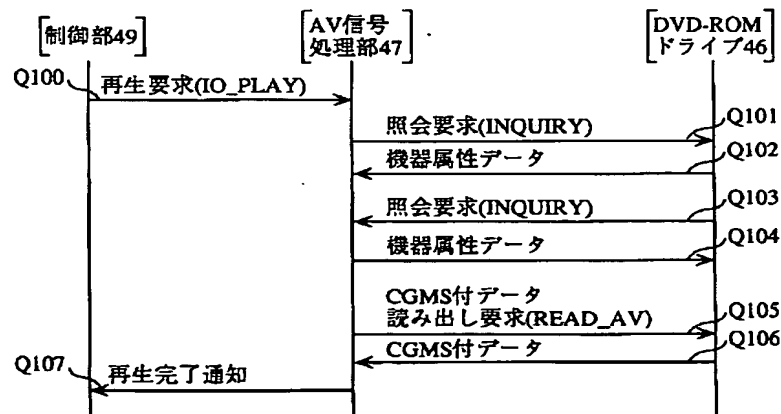 制御部49
AV信号
処理部47
DVD-ROM
ドライブ46
Q100
再生要求(IO_PLAY)
照会要求(INQUIRY)
Q101
機器属性データ
Q102
照会要求(INQUIRY)
Q103
機器属性データ
Q104
CGMS付データ
読み出し要求(READ_AV)
Q105
CGMS付データ
Q106
Q107
再生完了通知